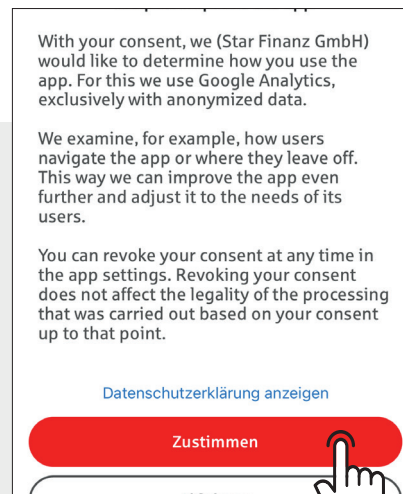 With your consent, we (Star Finanz GmbH)
would like to determine how you use the
app. For this we use Google Analytics,
exclusively with anonymized data.
We examine, for example, how users
navigate the app or where they leave off.
This way we can improve the app even
further and adjust it to the needs of its
users.
You can revoke your consent at any time in
the app settings. Revoking your consent
does not affect the legality of the processing
that was carried out based on your consent
up to that point.
Datenschutzerklärung anzeigen
Zustimmen